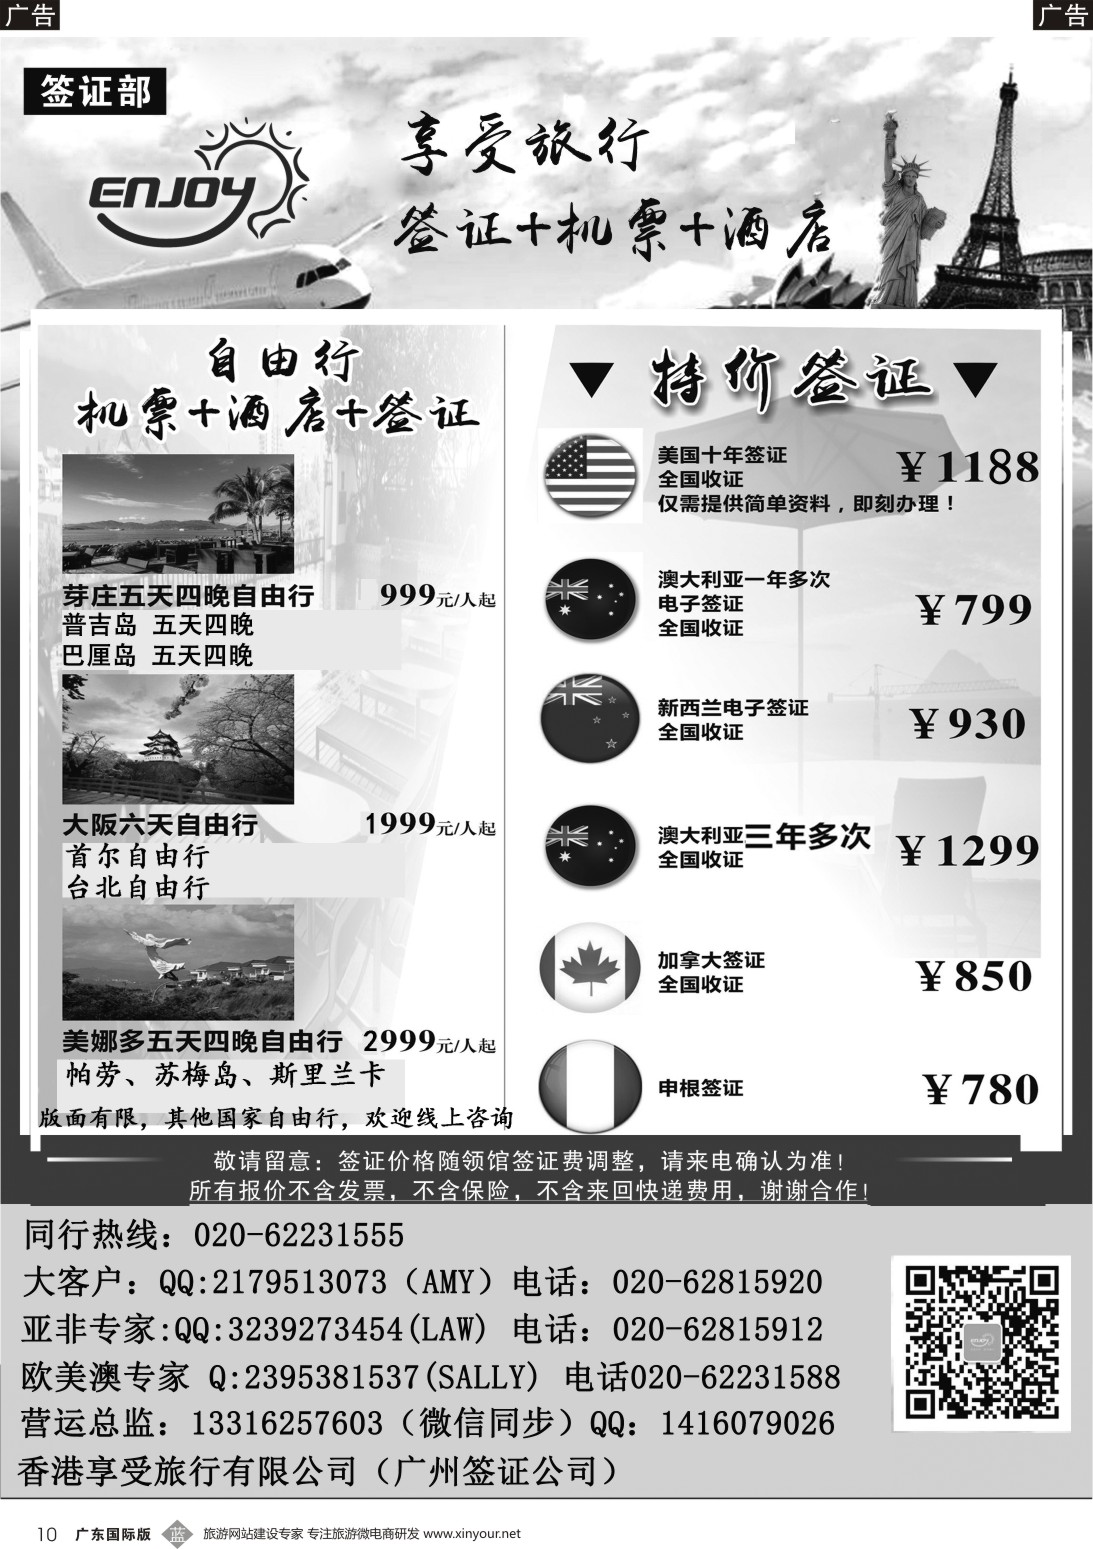 广告
广告
签证部
ENJOY
享受旅行
签证+机票+酒店
自由行
机票+酒店+签证
芽庄五天四晚自由行 999元/人起
普吉岛 五天四晚
巴厘岛 五天四晚
大阪六天自由行 1999元/人起
首尔自由行
台北自由行
美娜多五天四晚自由行 2999元/人起
帕劳、苏梅岛、斯里兰卡
版面有限，其他国家自由行，欢迎线上咨询
特价签证
美国十年签证
全国收证
¥1188
仅需提供简单资料，即刻办理！
澳大利亚一年多次
电子签证
全国收证
¥799
新西兰电子签证
全国收证
¥930
澳大利亚三年多次
全国收证
¥1299
加拿大签证
全国收证
¥850
申根签证
¥780
敬请留意：签证价格随领馆签证费调整，请来电确认为准！
所有报价不含发票，不含保险，不含来回快递费用，谢谢合作！
同行热线：020-62231555
大客户：QQ:2179513073（AMY）电话：020-62815920
亚非专家:QQ:3239273454(LAW) 电话：020-62815912
欧美澳专家 Q:2395381537(SALLY) 电话020-62231588
营运总监：13316257603（微信同步）QQ：1416079026
香港享受旅行有限公司（广州签证公司）
ENJOY
10 广东国际版 蓝 旅游网站建设专家 专注旅游微电商研发 www.xinyour.net